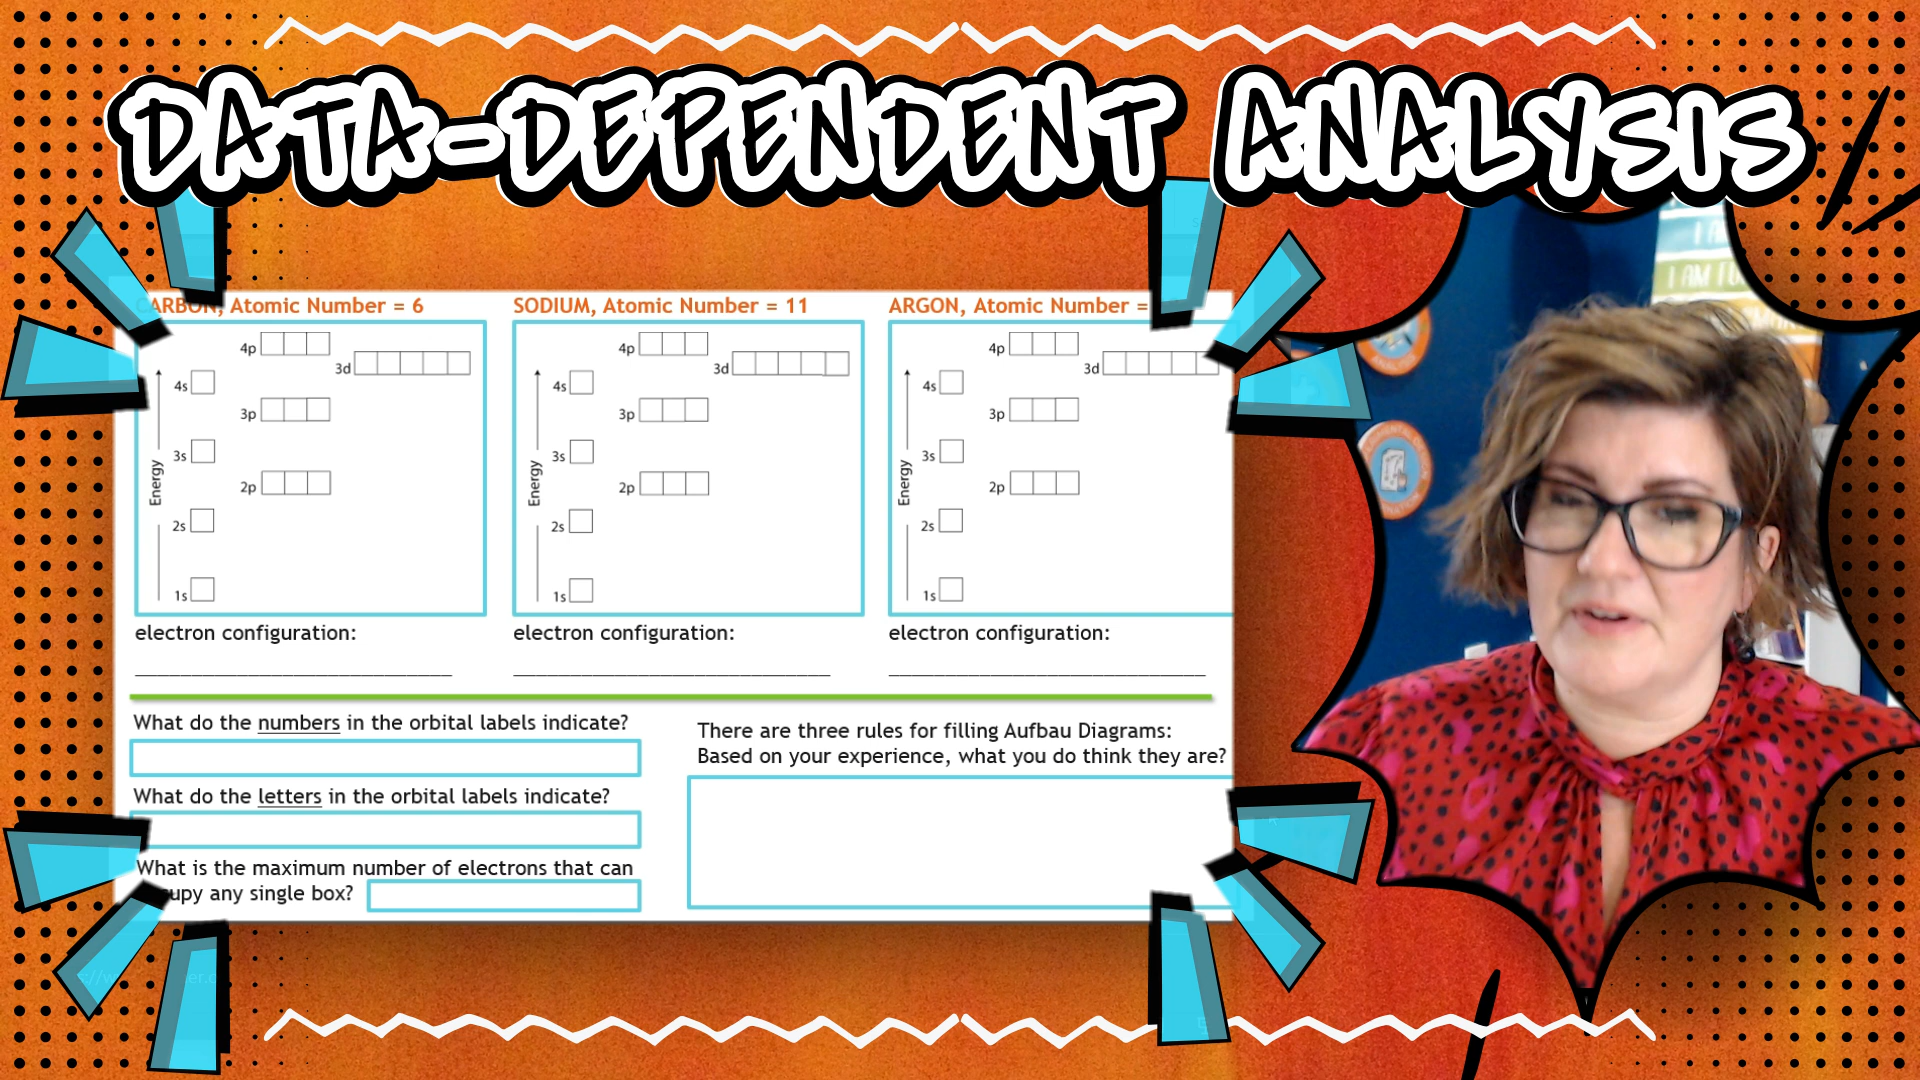 DATA-DEPENDENT ANALYSIS
CARBON, Atomic Number = 6
4p
3d
4s
3p
3s
Energy
2p
2s
1s
electron configuration:
SODIUM, Atomic Number = 11
4p
3d
4s
3p
3s
Energy
2p
2s
1s
electron configuration:
ARGON, Atomic Number =
4p
3d
4s
3p
3s
Energy
2p
2s
1s
electron configuration:
What do the numbers in the orbital labels indicate?
What do the letters in the orbital labels indicate?
What is the maximum number of electrons that can
upy any single box?
There are three rules for filling Aufbau Diagrams:
Based on your experience, what you do think they are?
I AM